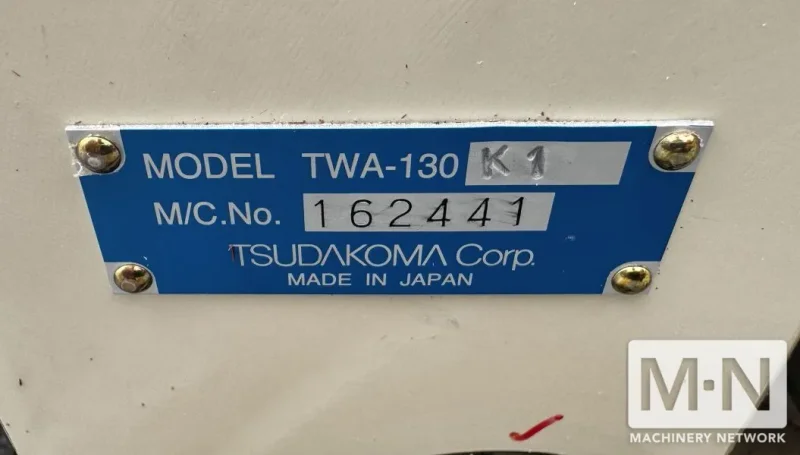 MODEL TWA-130 K1
M/C.No. 162441
TSUDAKOMA Corp.
MADE IN JAPAN
M·N
MACHINERY NETWORK